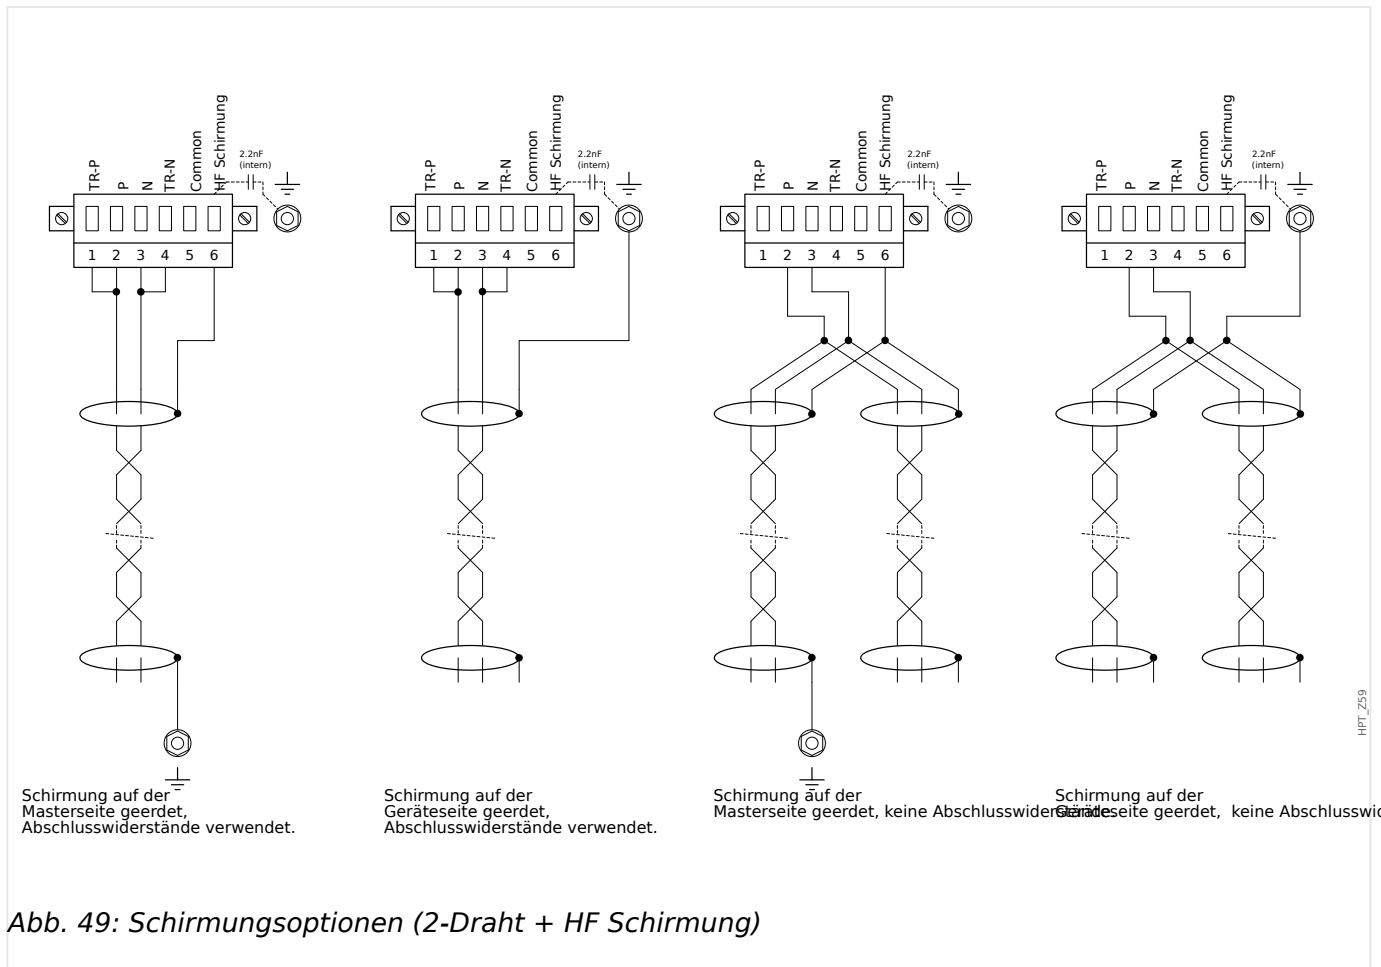 TR-P
P
N
TR-N
Common
HF Schirmung
2.2nF
(intern)
1 2 3 4 5 6
TR-P
P
N
TR-N
Common
HF Schirmung
2.2nF
(intern)
1 2 3 4 5 6
TR-P
P
N
TR-N
Common
HF Schirmung
2.2nF
(intern)
1 2 3 4 5 6
TR-P
P
N
TR-N
Common
HF Schirmung
2.2nF
(intern)
1 2 3 4 5 6
HPT_Z59
Schirmung auf der
Masterseite geerdet,
Abschlusswiderstände verwendet.
Schirmung auf der
Geräteseite geerdet,
Abschlusswiderstände verwendet.
Schirmung auf der
Masterseite geerdet, keine Abschlusswiderstände.
Schirmung auf der
Geräteseite geerdet, keine Abschlusswid
Abb. 49: Schirmungsoptionen (2-Draht + HF Schirmung)